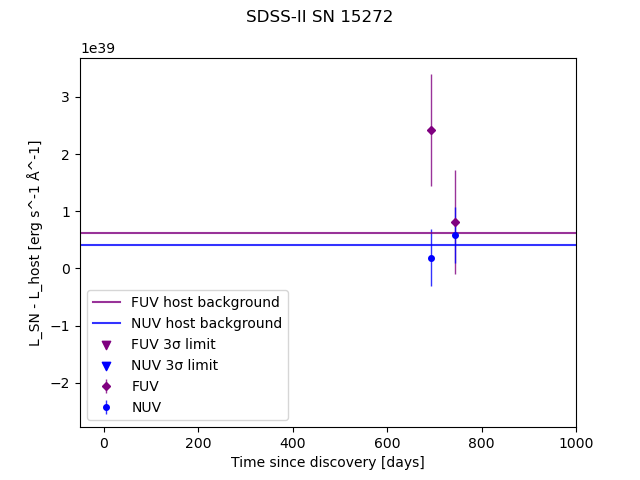 SDSS-II SN 15272
1e39
3
2
1
0
−1
−2
L_SN - L_host [erg s^-1 Å^-1]
FUV host background
NUV host background
FUV 3σ limit
NUV 3σ limit
FUV
NUV
0 200 400 600 800 1000
Time since discovery [days]